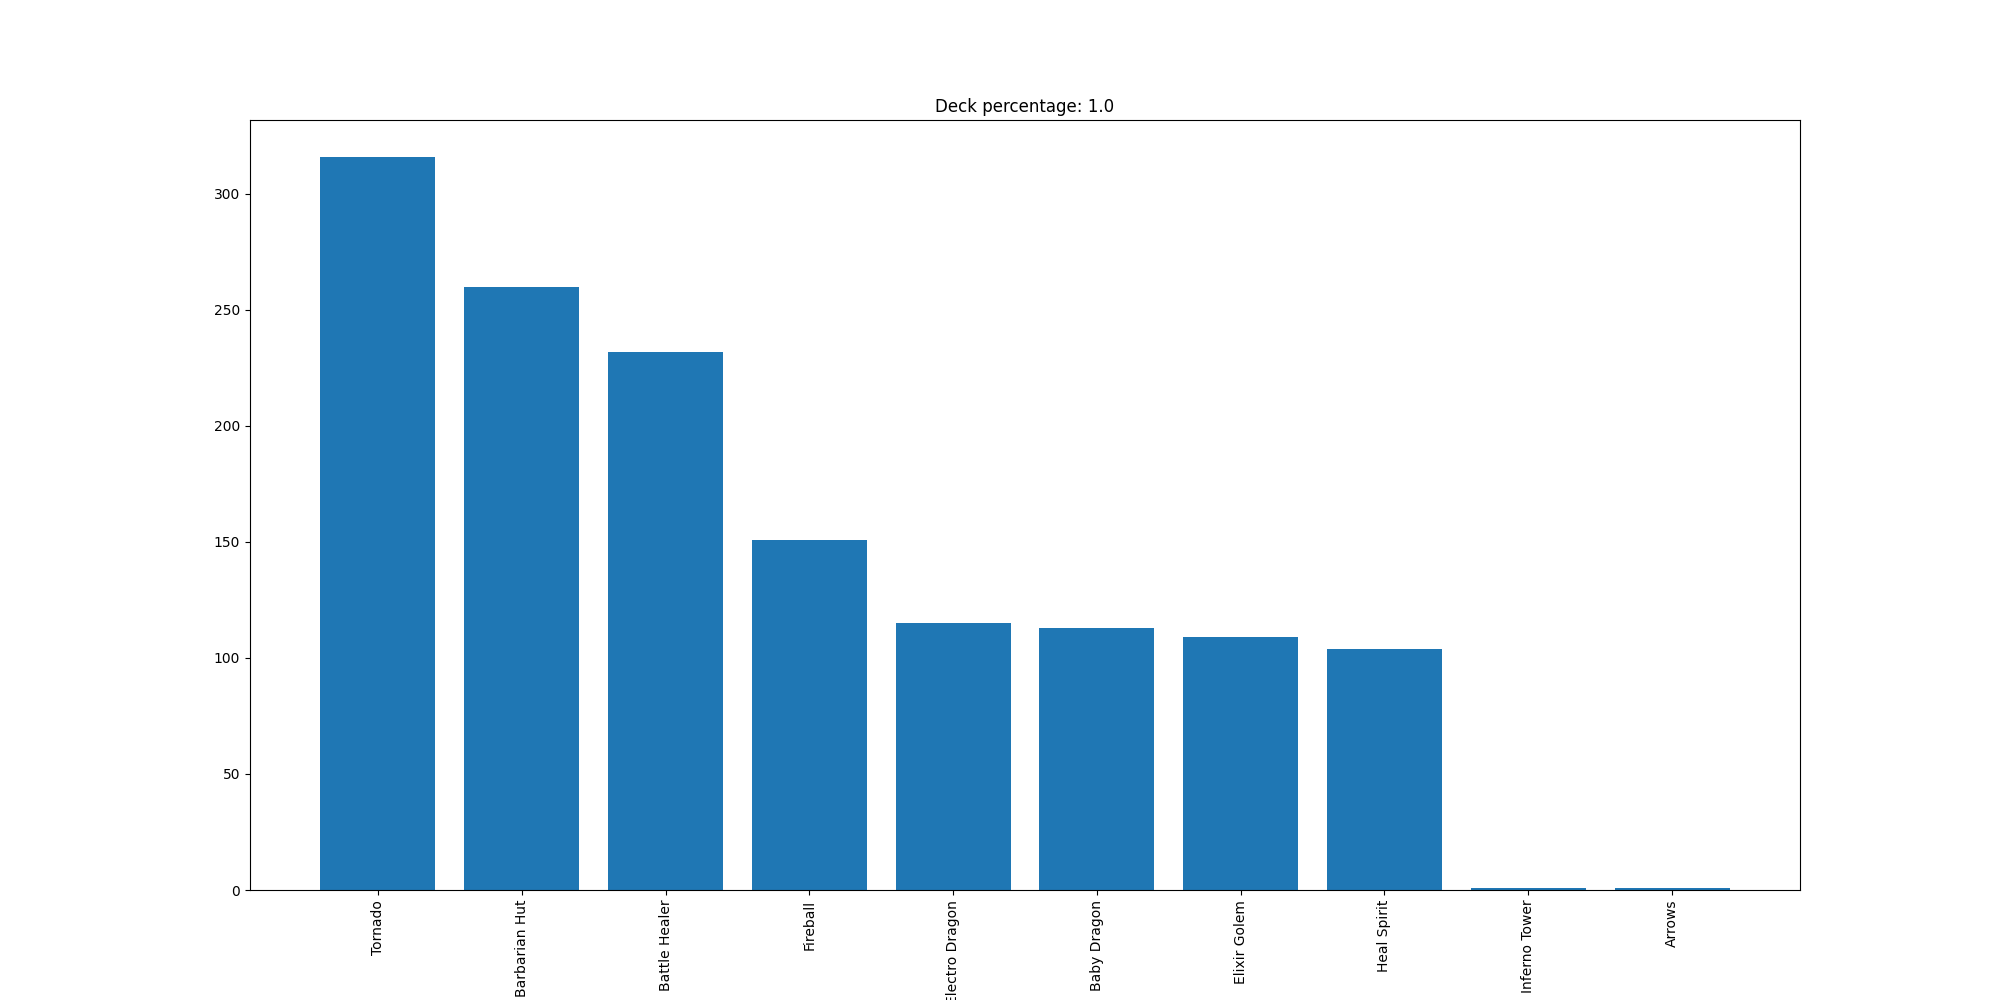 Deck percentage: 1.0
300
250
200
150
100
50
0
Tornado
Barbarian Hut
Battle Healer
Fireball
Electro Dragon
Baby Dragon
Elixir Golem
Heal Spirit
Inferno Tower
Arrows